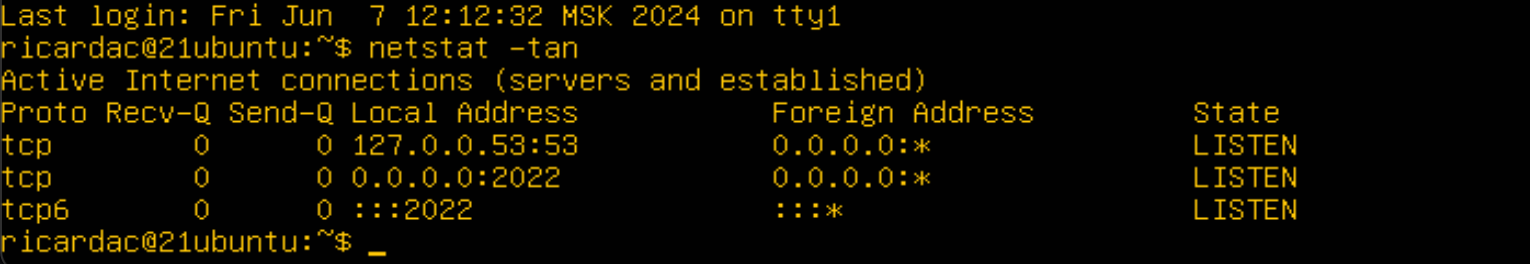 Last login: Fri Jun  7 12:12:32 MSK 2024 on tty1
ricardac@21ubuntu:~$ netstat -tan
Active Internet connections (servers and established)
Proto Recv-Q Send-Q Local Address           Foreign Address         State
tcp        0      0 127.0.0.53:53           0.0.0.0:*               LISTEN
tcp        0      0 0.0.0.0:2022            0.0.0.0:*               LISTEN
tcp6       0      0 :::2022                 :::*                    LISTEN
ricardac@21ubuntu:~$ _